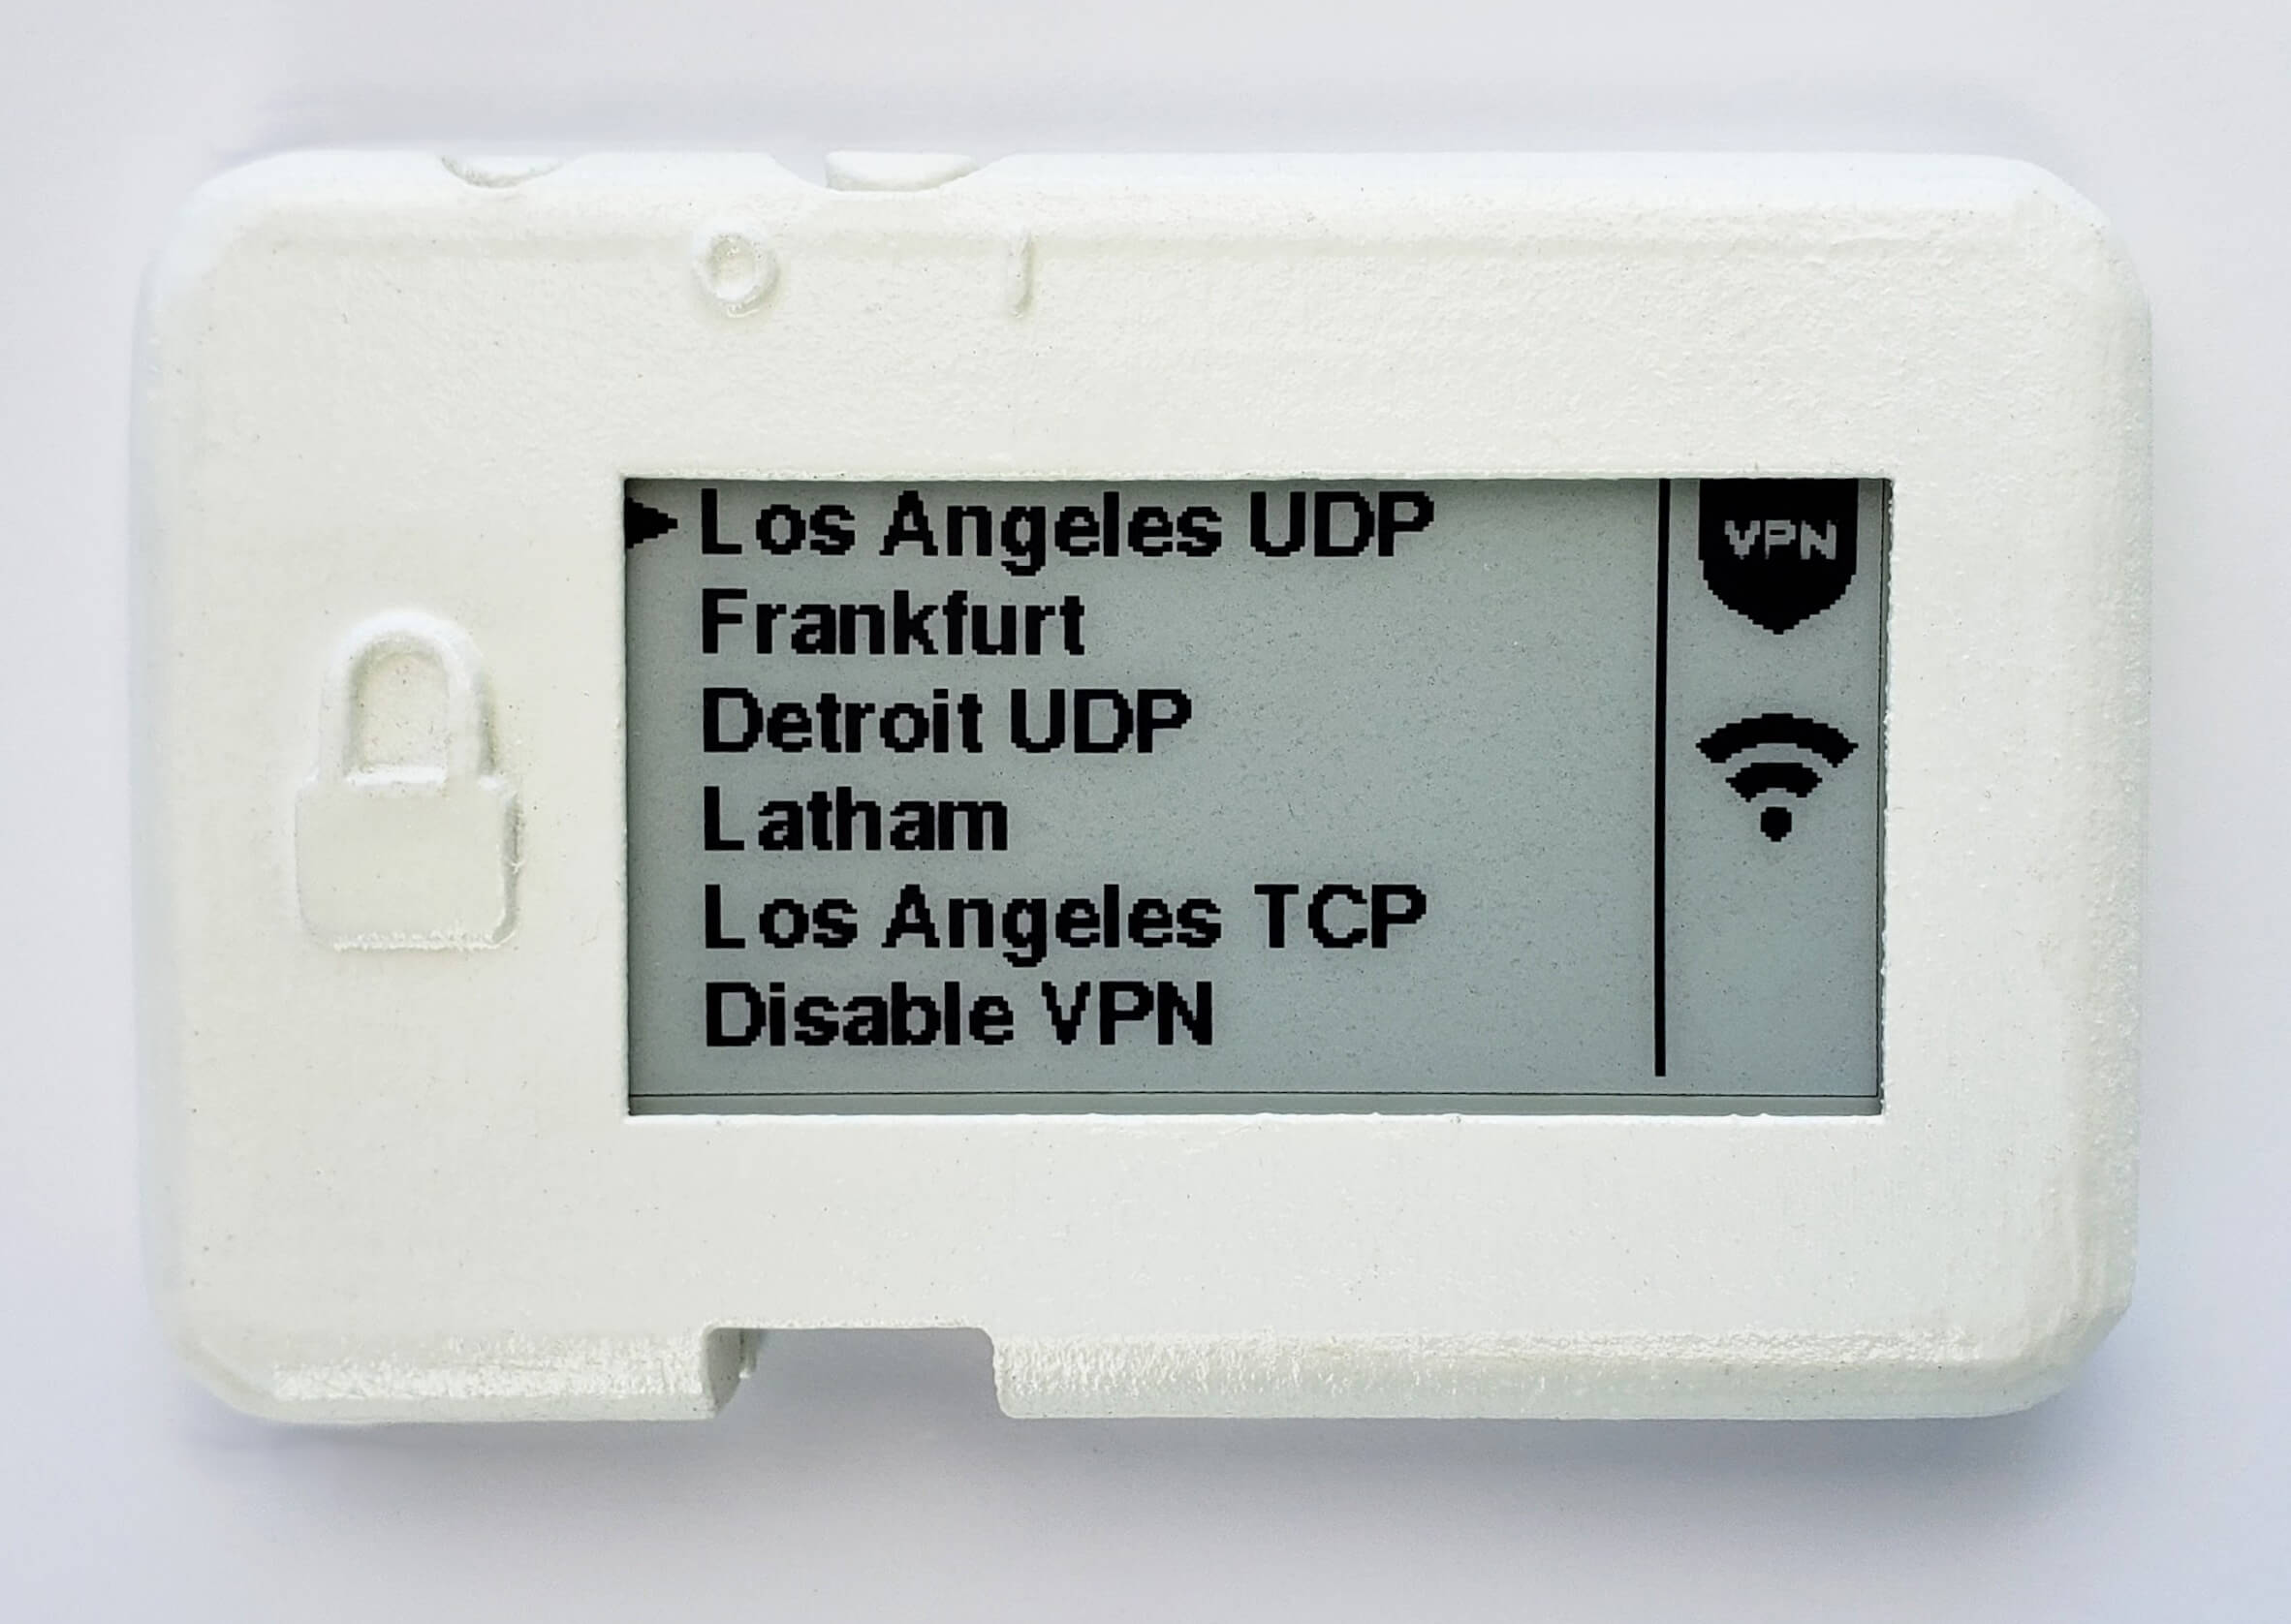 Los Angeles UDP
Frankfurt
Detroit UDP
Latham
Los Angeles TCP
Disable VPN
VPN